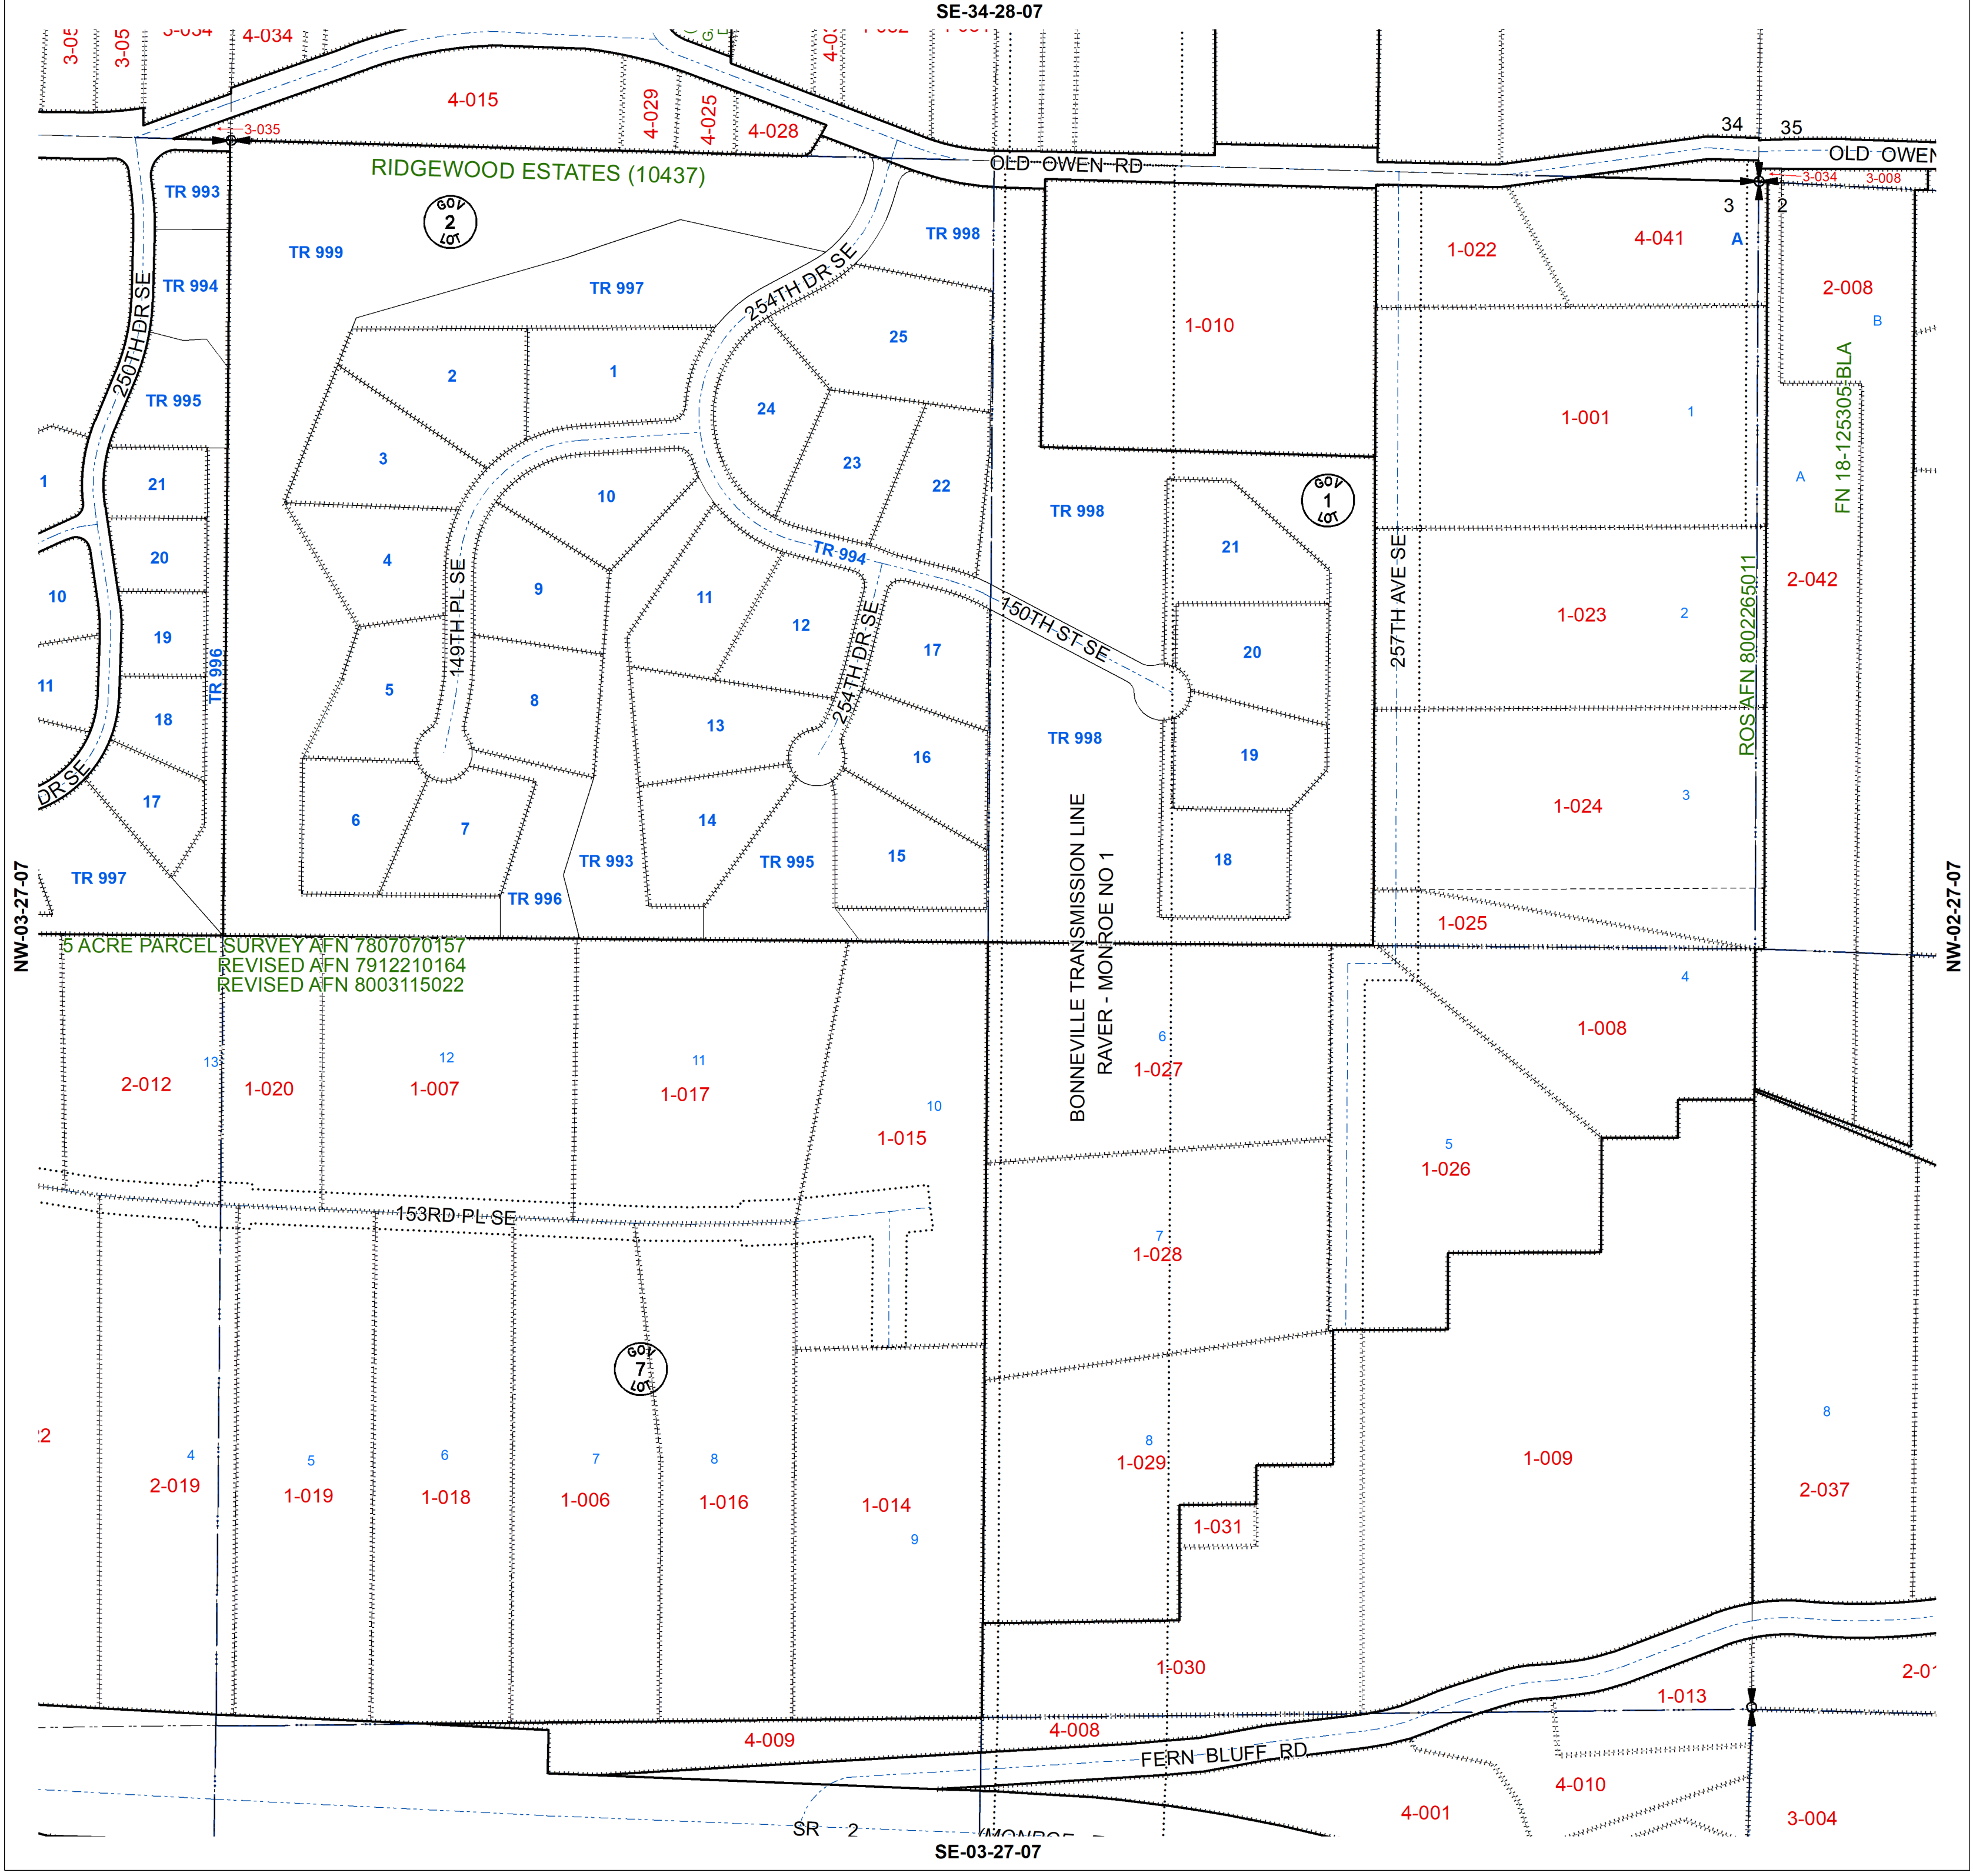 SE-34-28-07
4-034
4-015
4-029
4-025
4-028
3-035
34
35
OLD OWEN RD
OLD OWEN
3-034
3-008
3
2
RIDGEWOOD ESTATES (10437)
GOV
2
LOT
TR 993
TR 999
TR 998
TR 997
TR 994
250TH DR SE
254TH DR SE
1-022
4-041
A
2-008
B
1-010
25
2
1
24
TR 995
1-001
1
FN 18-125305-BLA
3
23
22
10
21
1
A
TR 998
GOV
1
LOT
20
4
9
TR 994
21
257TH AVE SE
ROS AFN 8002265011
2-042
10
11
12
17
150TH ST SE
1-023
2
19
149TH PL SE
254TH DR SE
20
TR 996
11
18
5
8
13
16
TR 998
19
DR SE
17
6
7
14
15
1-024
3
18
TR 997
TR 993
TR 995
TR 996
BONNEVILLE TRANSMISSION LINE
RAVER - MONROE NO 1
1-025
NW-03-27-07
NW-02-27-07
5 ACRE PARCEL SURVEY AFN 7807070157
REVISED AFN 7912210164
REVISED AFN 8003115022
4
1-008
13
12
11
6
2-012
1-020
1-007
1-017
1-027
10
1-015
5
1-026
153RD PL SE
7
1-028
GOV
7
LOT
4
5
6
7
8
8
8
2-019
1-019
1-018
1-006
1-016
1-014
9
1-029
1-009
2-037
1-031
1-030
1-013
4-009
4-008
FERN BLUFF RD
4-010
4-001
3-004
SR 2
SE-03-27-07